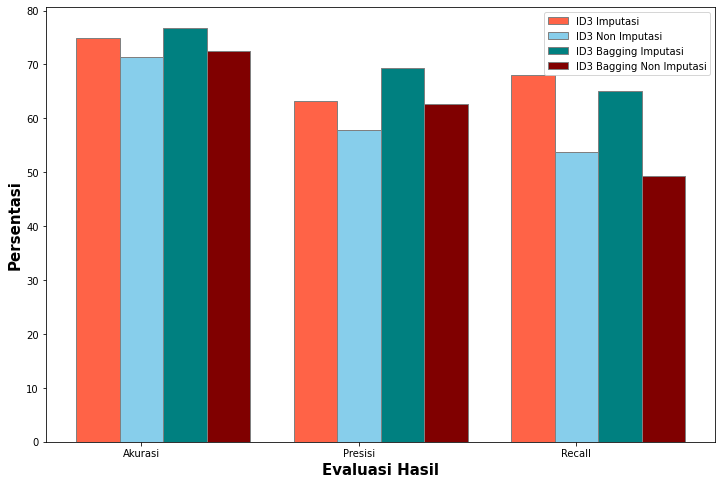 80
70
60
50
40
30
20
10
0
Persentasi
ID3 Imputasi
ID3 Non Imputasi
ID3 Bagging Imputasi
ID3 Bagging Non Imputasi
Akurasi
Presisi
Recall
Evaluasi Hasil